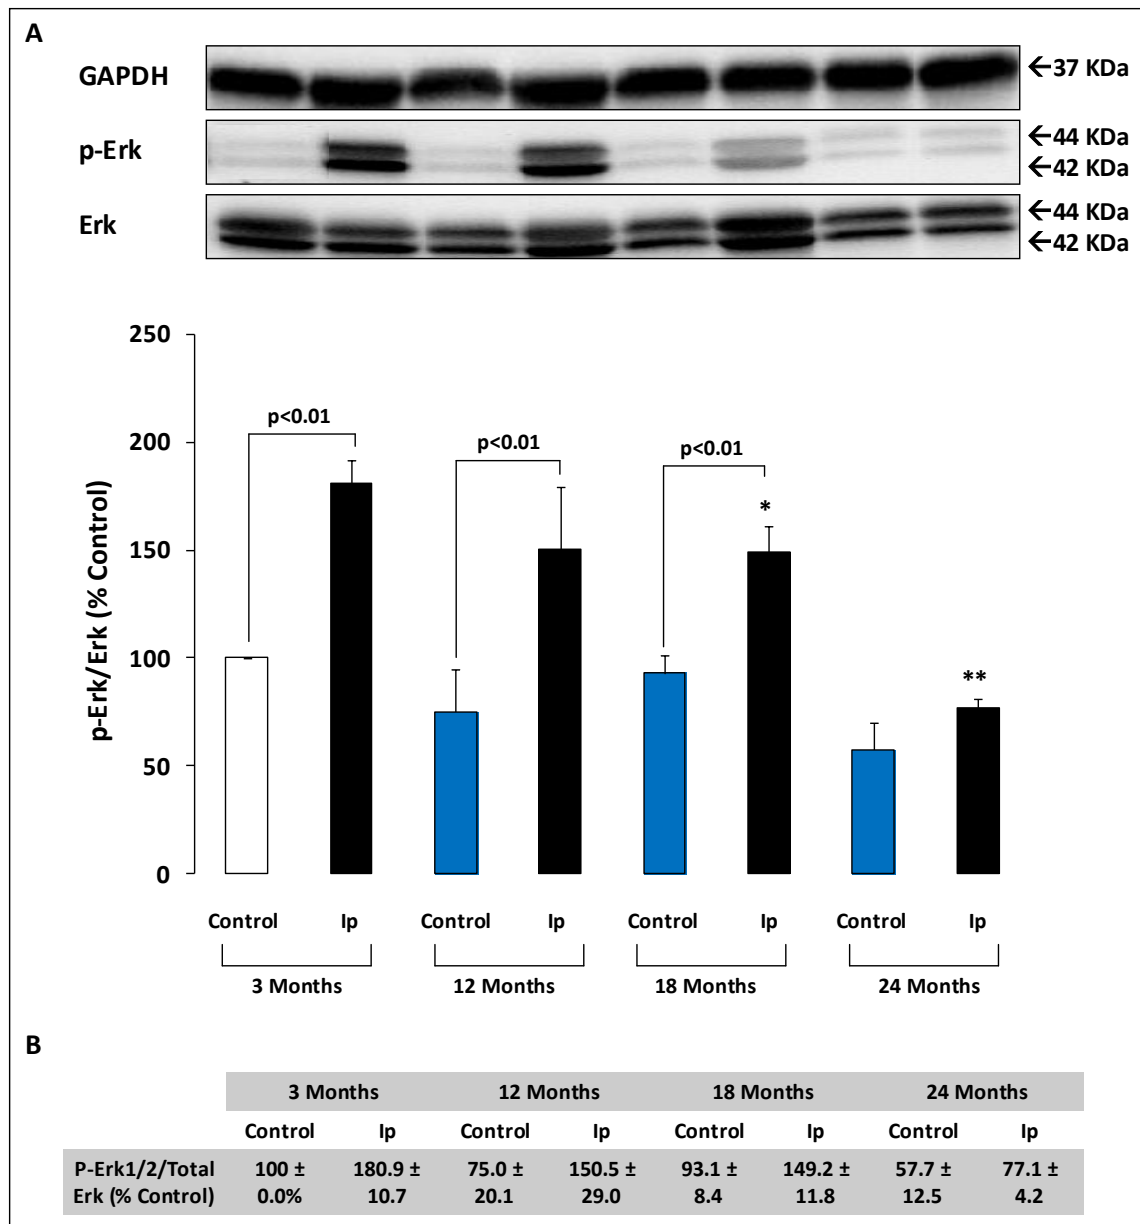 A
GAPDH
←37 KDa
p-Erk
←44 KDa
←42 KDa
Erk
←44 KDa
←42 KDa
p-Erk/Erk (% Control)
250
200
150
100
50
0
p<0.01
p<0.01
p<0.01
*
**
Control Ip Control Ip Control Ip Control Ip
3 Months 12 Months 18 Months 24 Months
B
3 Months 12 Months 18 Months 24 Months
Control Ip Control Ip Control Ip Control Ip
P-Erk1/2/Total 100 ± 180.9 ± 75.0 ± 150.5 ± 93.1 ± 149.2 ± 57.7 ± 77.1 ±
Erk (% Control) 0.0% 10.7 20.1 29.0 8.4 11.8 12.5 4.2